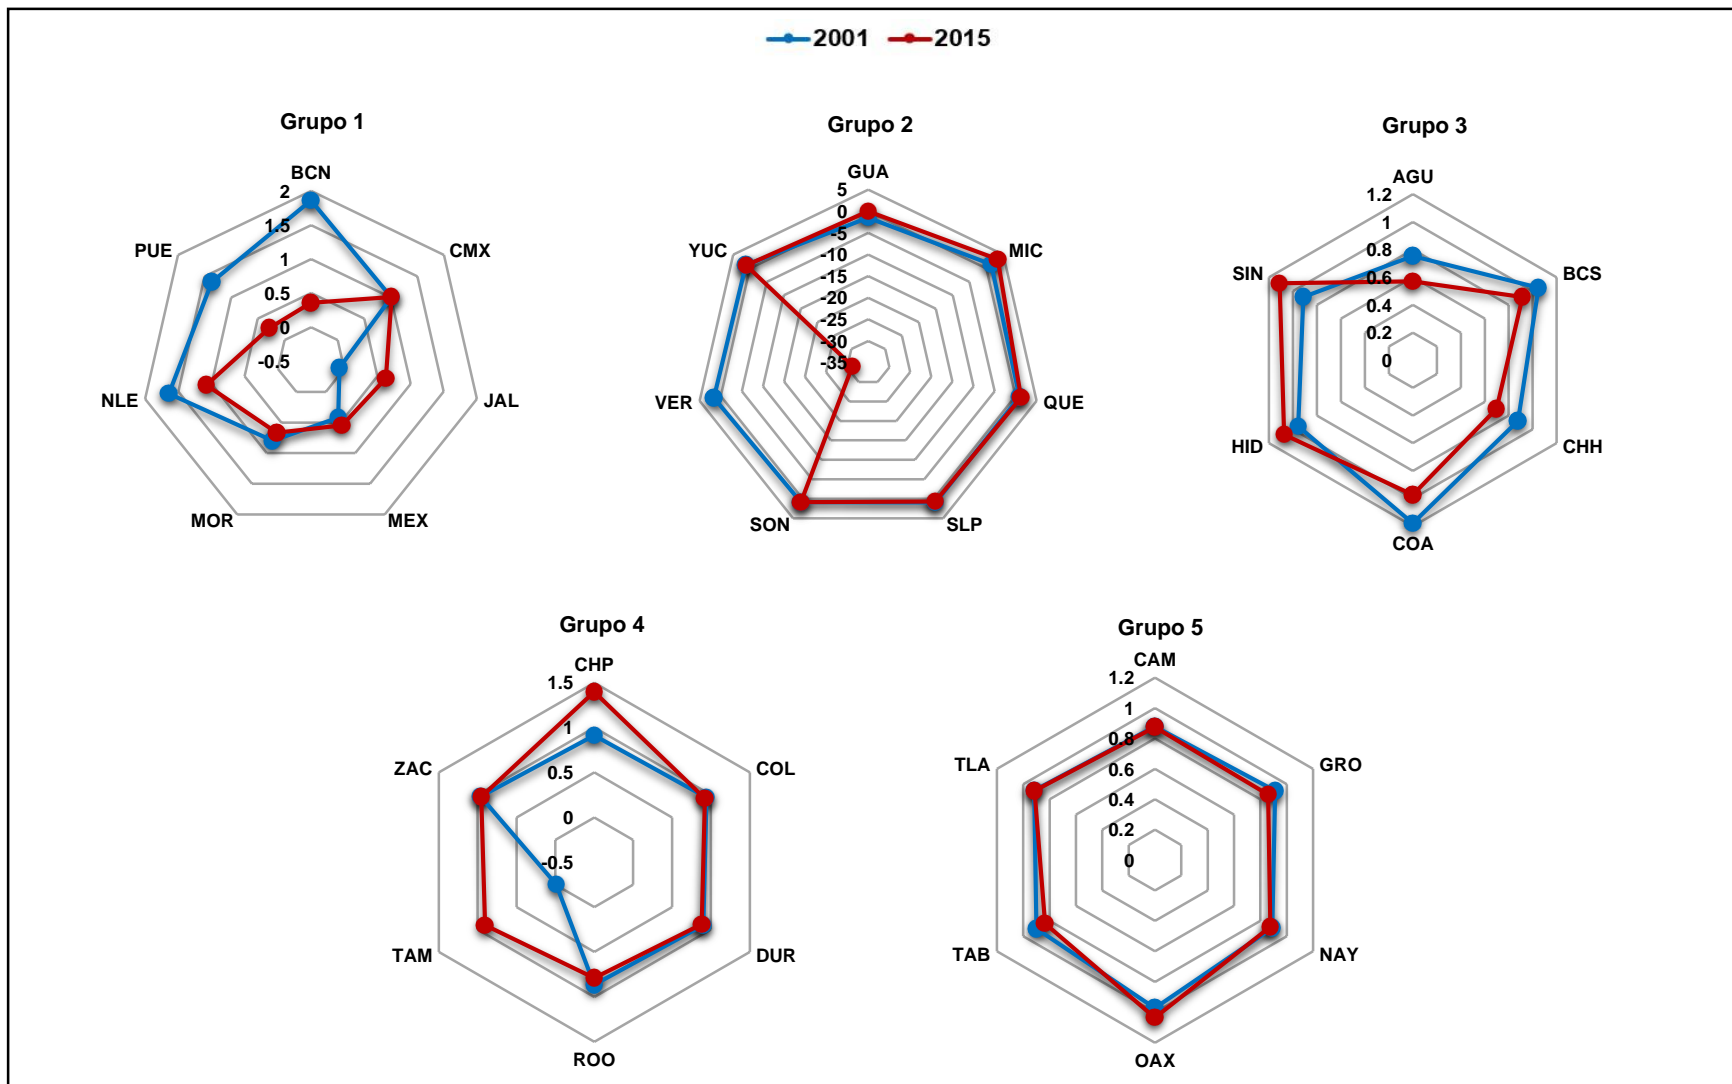 2001 2015
Grupo 1
BCN
CMX
JAL
MEX
MOR
NLE
PUE
2
1.5
1
0.5
0
-0.5
Grupo 2
GUA
MIC
QUE
SLP
SON
VER
YUC
5
0
-5
-10
-15
-20
-25
-30
-35
Grupo 3
AGU
BCS
CHH
COA
HID
SIN
1.2
1
0.8
0.6
0.4
0.2
0
Grupo 4
CHP
COL
DUR
ROO
TAM
ZAC
1.5
1
0.5
0
-0.5
Grupo 5
CAM
GRO
NAY
OAX
TAB
TLA
1.2
1
0.8
0.6
0.4
0.2
0